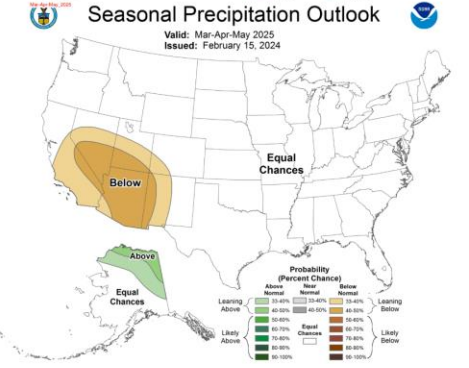 Mar-Apr-May, 2025
Seasonal Precipitation Outlook
Valid: Mar-Apr-May 2025
Issued: February 15, 2024
NOAA
Equal
Chances
Below
Above
Equal
Chances
Probability
(Percent Chance)
Above Normal
Near Normal
Below Normal
Leaning Above
33-40%
33-40%
33-40%
Leaning Below
40-50%
40-50%
40-50%
50-60%
50-60%
Likely Above
60-70%
Equal Chances
60-70%
Likely Below
70-80%
70-80%
80-90%
80-90%
90-100%
90-100%